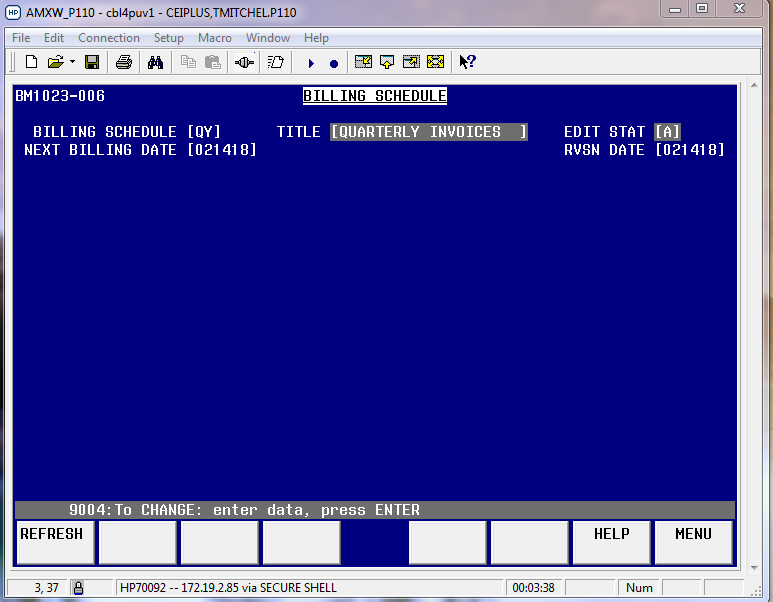 HP AMXW_P110 - cbl4puv1 - CEIPLUS,TMITCHEL.P110
File Edit Connection Setup Macro Window Help
BM1023-006 BILLING SCHEDULE
BILLING SCHEDULE [QY] TITLE [QUARTERLY INVOICES ] EDIT STAT [A]
NEXT BILLING DATE [021418] RVSN DATE [021418]
9004:To CHANGE: enter data, press ENTER
REFRESH HELP MENU
3, 37 HP70092 -- 172.19.2.85 via SECURE SHELL 00:03:38 Num